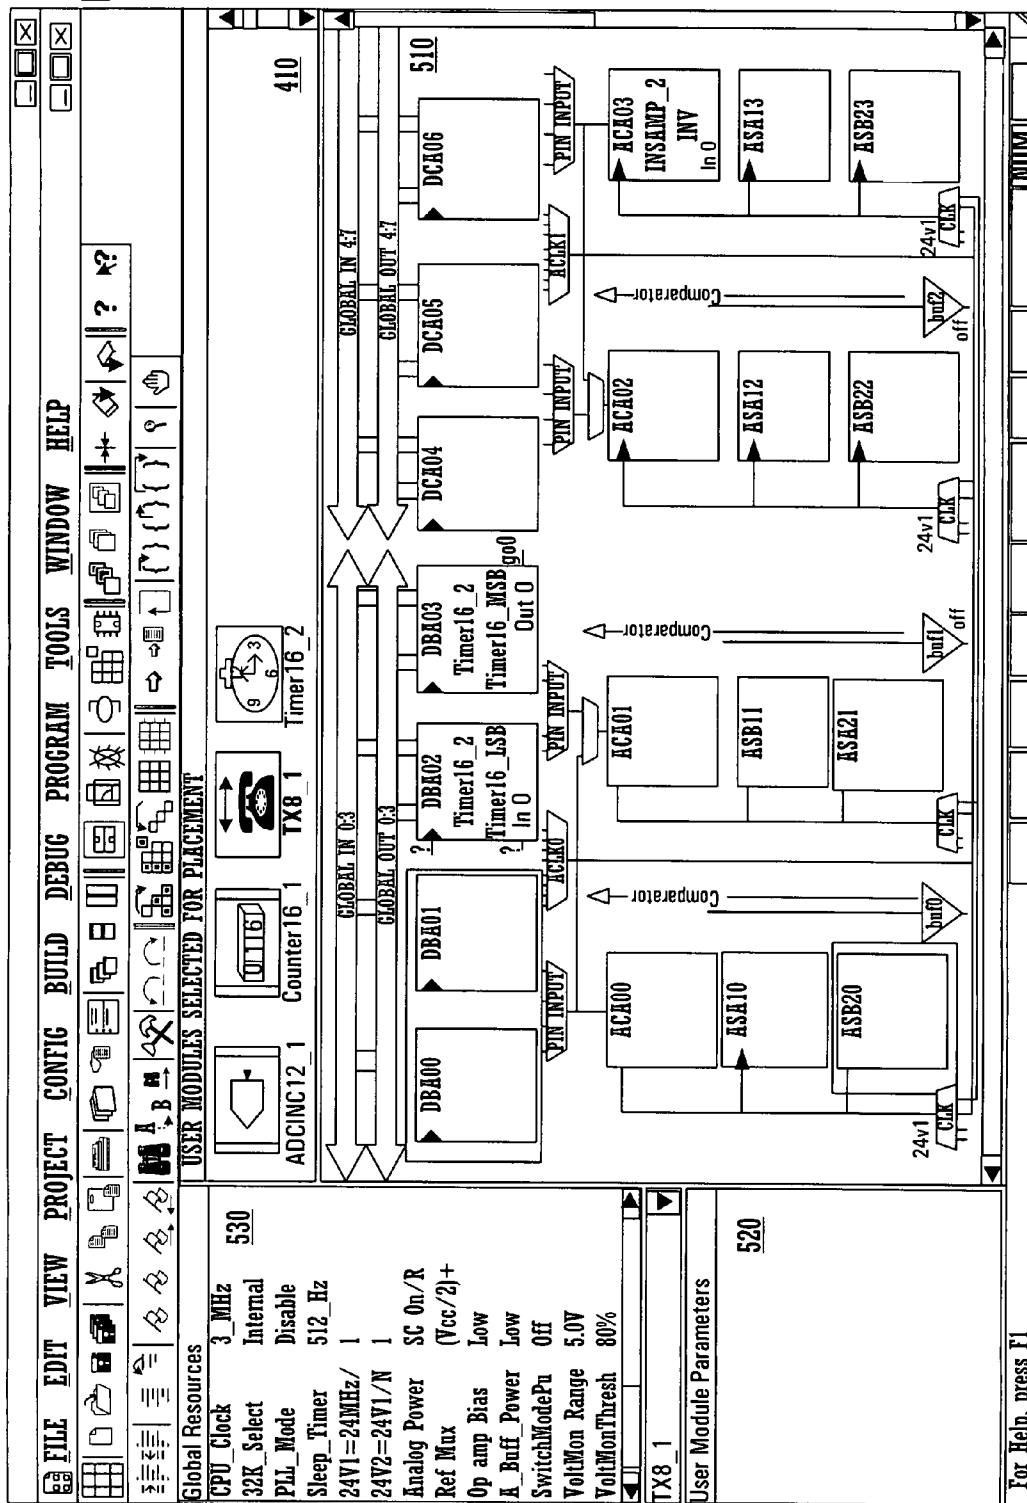 FILE EDIT VIEW PROJECT CONFIG BUILD DEBUG PROGRAM TOOLS WINDOW HELP
? ?
A B
Global Resources
CPU_Clock 3_MHz
32K_Select Internal
PLL_Mode Disable
Sleep_Timer 512_Hz
24V1=24MHz/ 1
24V2=24V1/N 1
Analog Power SC On/R
Ref Mux (Vcc/2)+
Op amp Bias Low
A_Buff_Power Low
SwitchModePu Off
VoltMon Range 5.0V
VoltMonThresh 80%
530
TX8_1
User Module Parameters
520
USER MODULES SELECTED FOR PLACEMENT
ADCINC12_1
Counter16_1
TX8_1
9 3 6
Timer16_2
410
GLOBAL IN 0:3
GLOBAL IN 4:7
GLOBAL OUT 0:3
GLOBAL OUT 4:7
510
DBA00
DBA01
DBA02
Timer16_2
Timer16_LSB
In 0
?
?
DBA03
Timer16_2
Timer16_MSB
Out 0
go0
DCA04
DCA05
DCA06
PIN INPUT
ACLK0
PIN INPUT
PIN INPUT
ACLK1
PIN INPUT
ACA00
ACA01
ACA02
ACA03
INSAMP_2
INV
In 0
Comparator
Comparator
Comparator
ASA10
ASB11
ASA12
ASA13
ASB20
ASA21
ASB22
ASB23
24v1
CLK
buf0
CLK
buf1
off
24v1
CLK
buf2
off
24v1
CLK
For Help, press F1
NUM